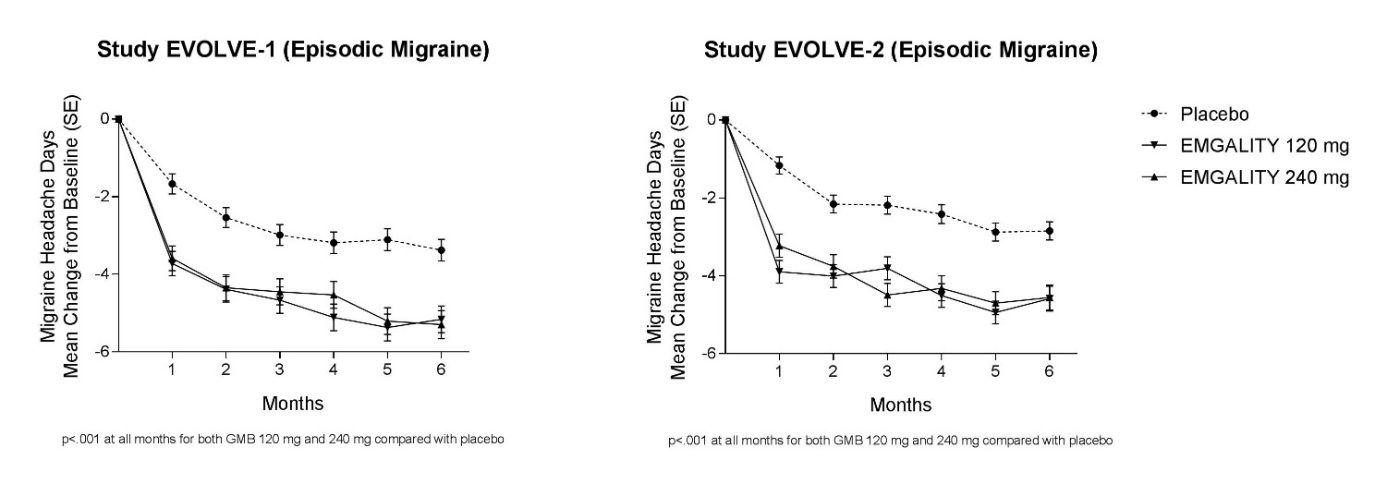 Study EVOLVE-1 (Episodic Migraine)
Migraine Headache Days
Mean Change from Baseline (SE)
0
-2
-4
-6
1 2 3 4 5 6
Months
p<.001 at all months for both GMB 120 mg and 240 mg compared with placebo
Study EVOLVE-2 (Episodic Migraine)
Migraine Headache Days
Mean Change from Baseline (SE)
0
-2
-4
-6
1 2 3 4 5 6
Months
p<.001 at all months for both GMB 120 mg and 240 mg compared with placebo
Placebo
EMGALITY 120 mg
EMGALITY 240 mg